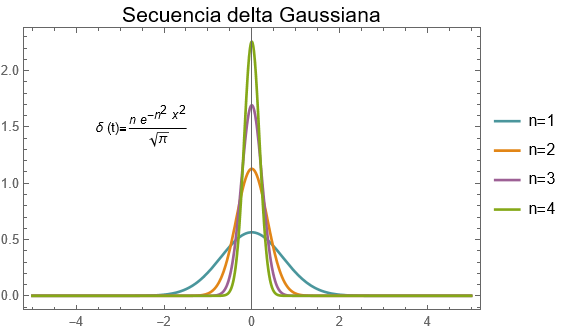 Secuencia delta Gaussiana
2.0
1.5
1.0
0.5
0.0
δ (t)= n e^-n^2 x^2 / √π
-4 -2 0 2 4
n=1
n=2
n=3
n=4